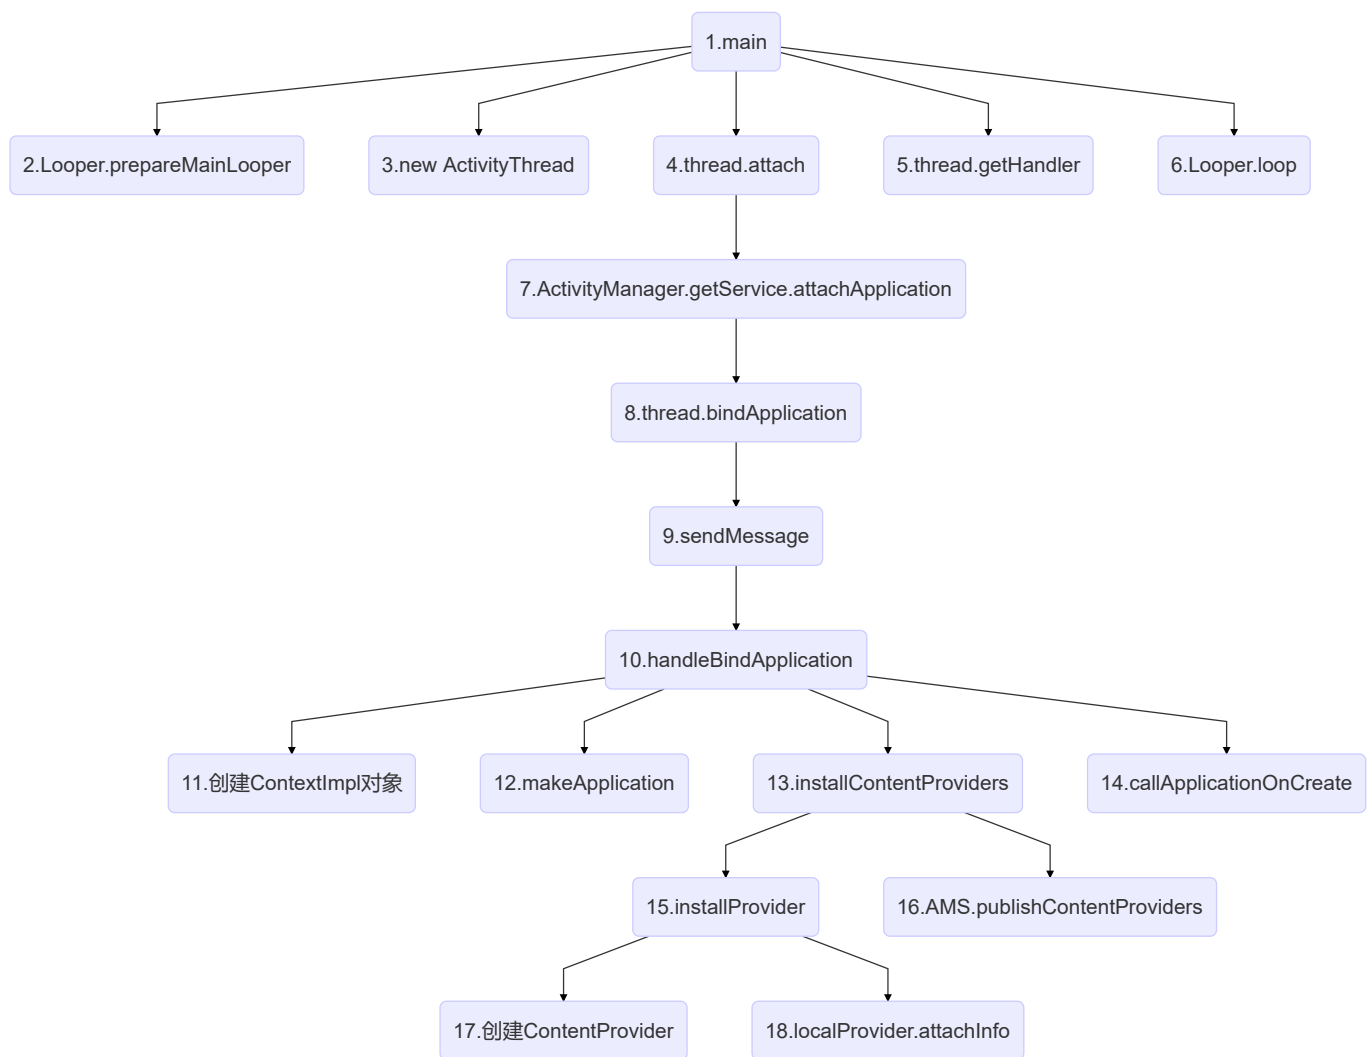 1.main
2.Looper.prepareMainLooper
3.new ActivityThread
4.thread.attach
5.thread.getHandler
6.Looper.loop
7.ActivityManager.getService.attachApplication
8.thread.bindApplication
9.sendMessage
10.handleBindApplication
11.创建ContextImpl对象
12.makeApplication
13.installContentProviders
14.callApplicationOnCreate
15.installProvider
16.AMS.publishContentProviders
17.创建ContentProvider
18.localProvider.attachInfo